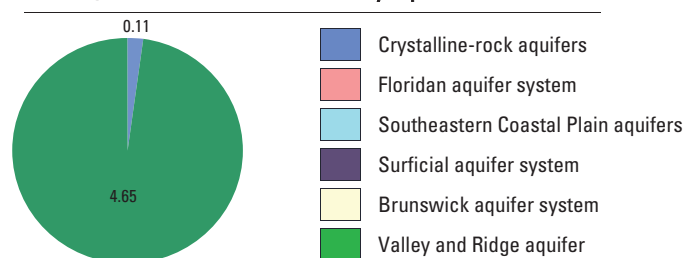 0.11
4.65
Crystalline-rock aquifers
Floridan aquifer system
Southeastern Coastal Plain aquifers
Surficial aquifer system
Brunswick aquifer system
Valley and Ridge aquifer